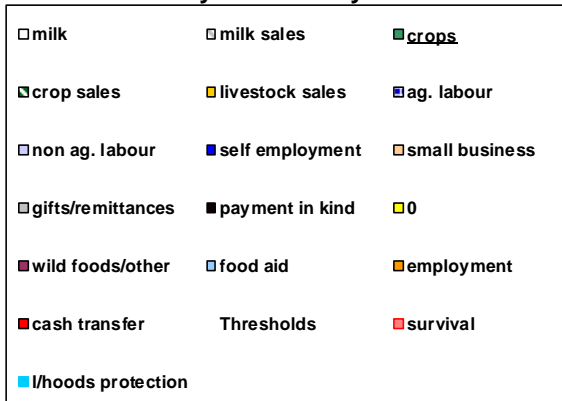 milk milk sales crops
crop sales livestock sales ag. labour
non ag. labour self employment small business
gifts/remittances payment in kind 0
wild foods/other food aid employment
cash transfer Thresholds survival
l/hoods protection